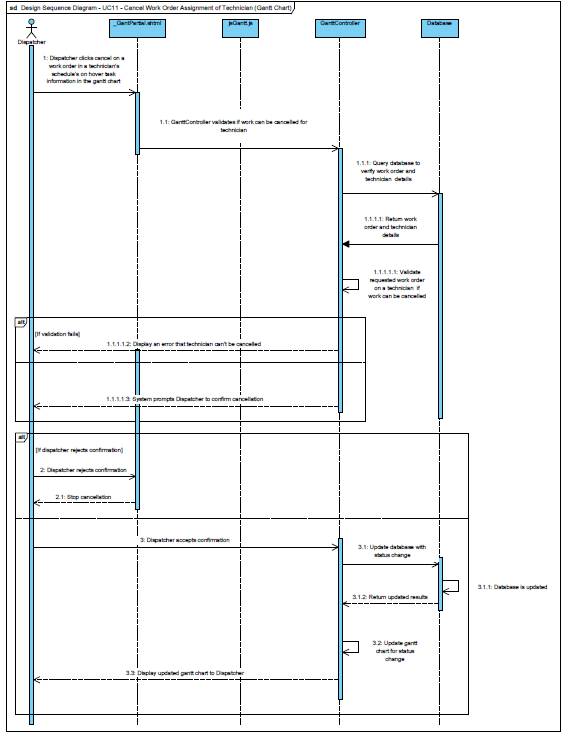 sd Design Sequence Diagram - UC11 - Cancel Work Order Assignment of Technician (Gantt Chart)
_GantPartial.shtml
jsGantt.js
GanttController
Database
Dispatcher
1: Dispatcher clicks cancel on a
work order in a technician's
schedule's on hover task
information in the gantt chart
1.1: GanttController validates if work can be cancelled for
technician
1.1.1: Query database to
verify work order and
technician details
1.1.1.1: Return work
order and technician
details
1.1.1.1.1: Validate
requested work order
on a technician if
work can be cancelled
alt
[If validation fails]
1.1.1.1.2: Display an error that technician can't be cancelled
1.1.1.1.3: System prompts Dispatcher to confirm cancellation
alt
[If dispatcher rejects confirmation]
2: Dispatcher rejects confirmation
2.1: Stop cancellation
3: Dispatcher accepts confirmation
3.1: Update database with
status change
3.1.1: Database is updated
3.1.2: Return updated results
3.2: Update gantt
chart for status
change
3.3: Display updated gantt chart to Dispatcher